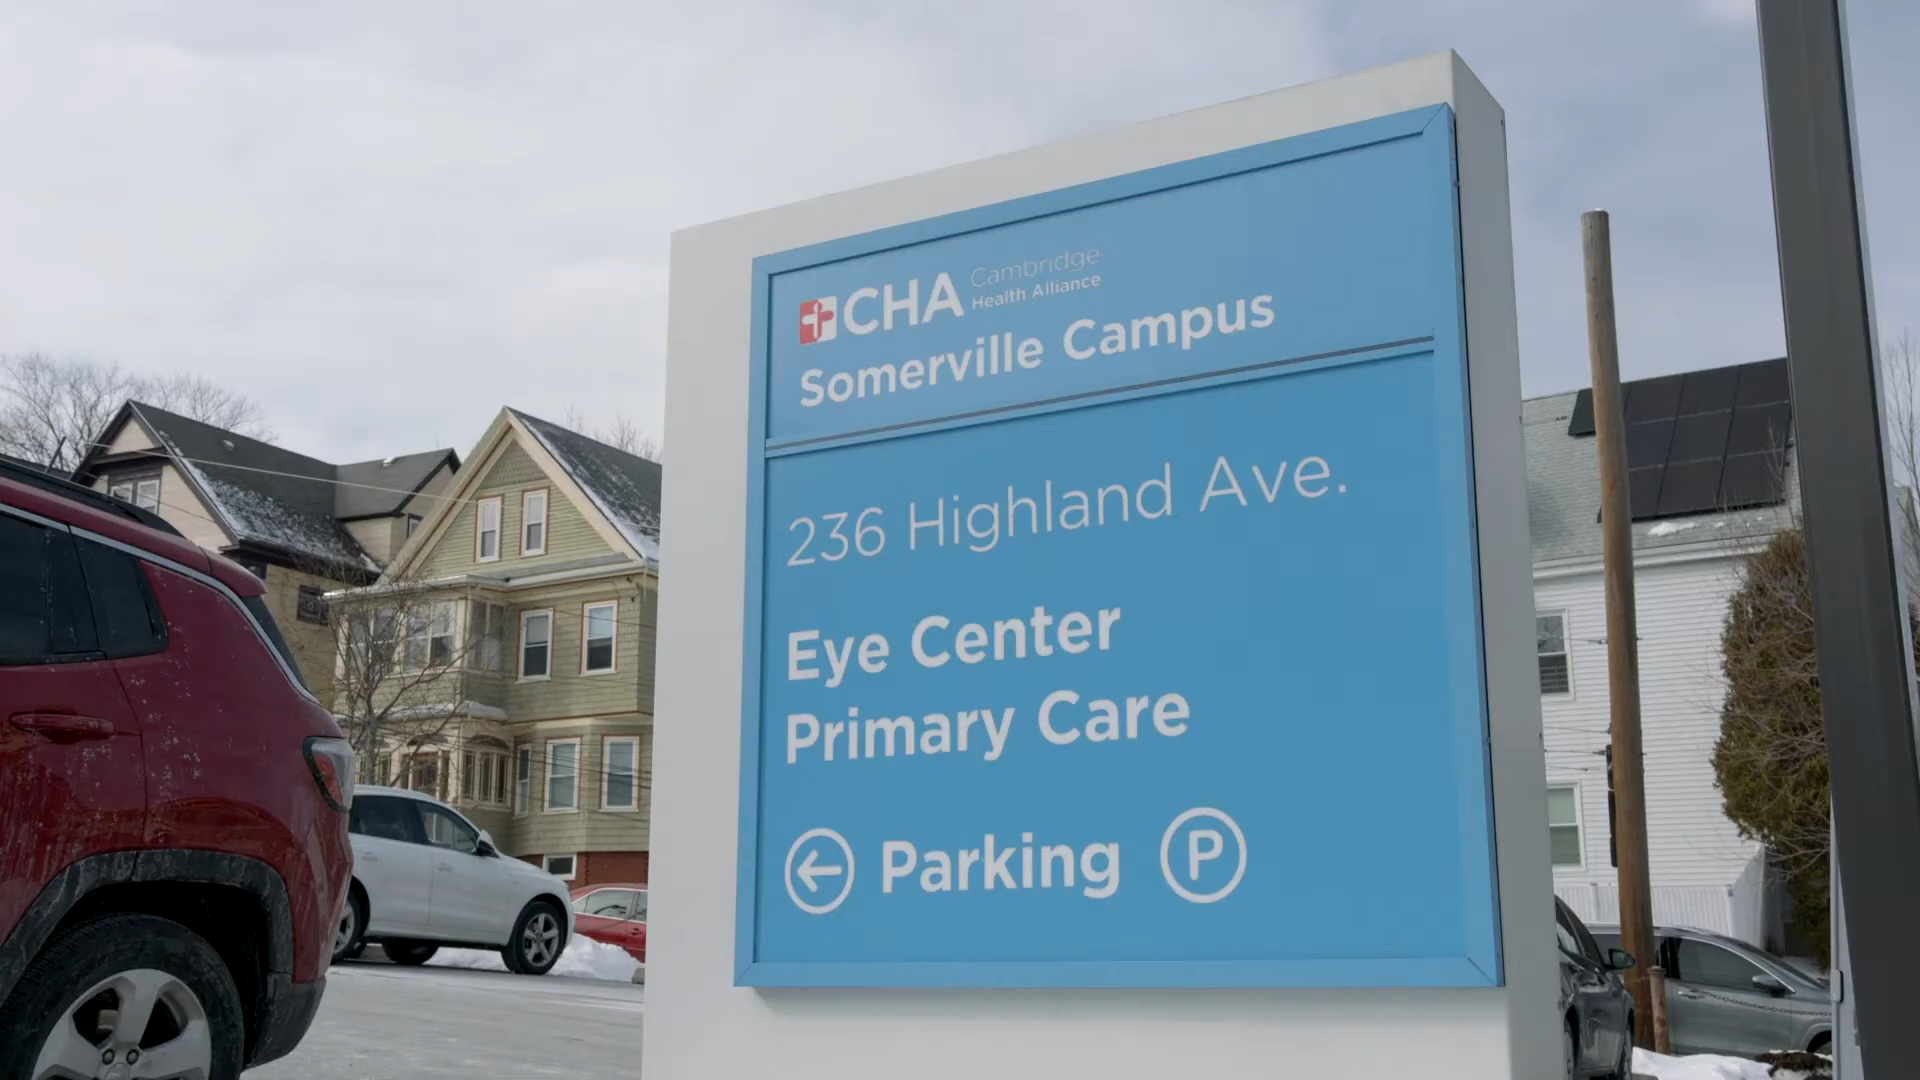 CHA Cambridge
Health Alliance
Somerville Campus
236 Highland Ave.
Eye Center
Primary Care
Parking P